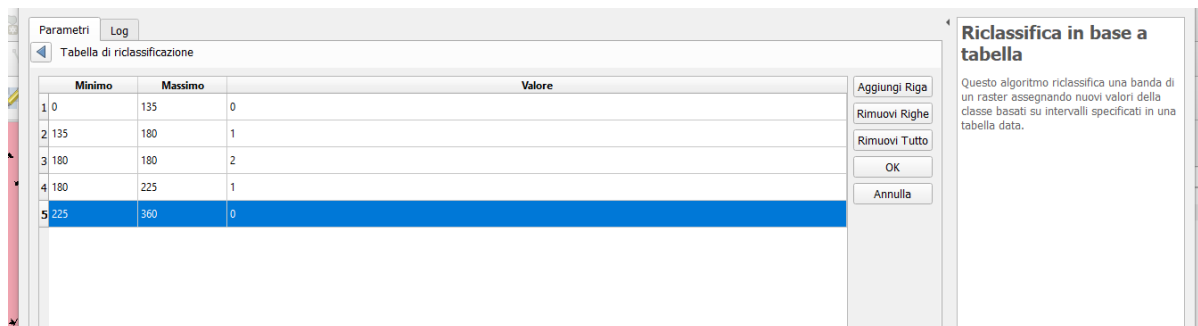 Parametri Log
Tabella di riclassificazione
Minimo Massimo Valore
1 0 135 0
2 135 180 1
3 180 180 2
4 180 225 1
5 225 360 0
Aggiungi Riga
Rimuovi Righe
Rimuovi Tutto
OK
Annulla
Riclassifica in base a
tabella
Questo algoritmo riclassifica una banda di
un raster assegnando nuovi valori della
classe basati su intervalli specificati in una
tabella data.